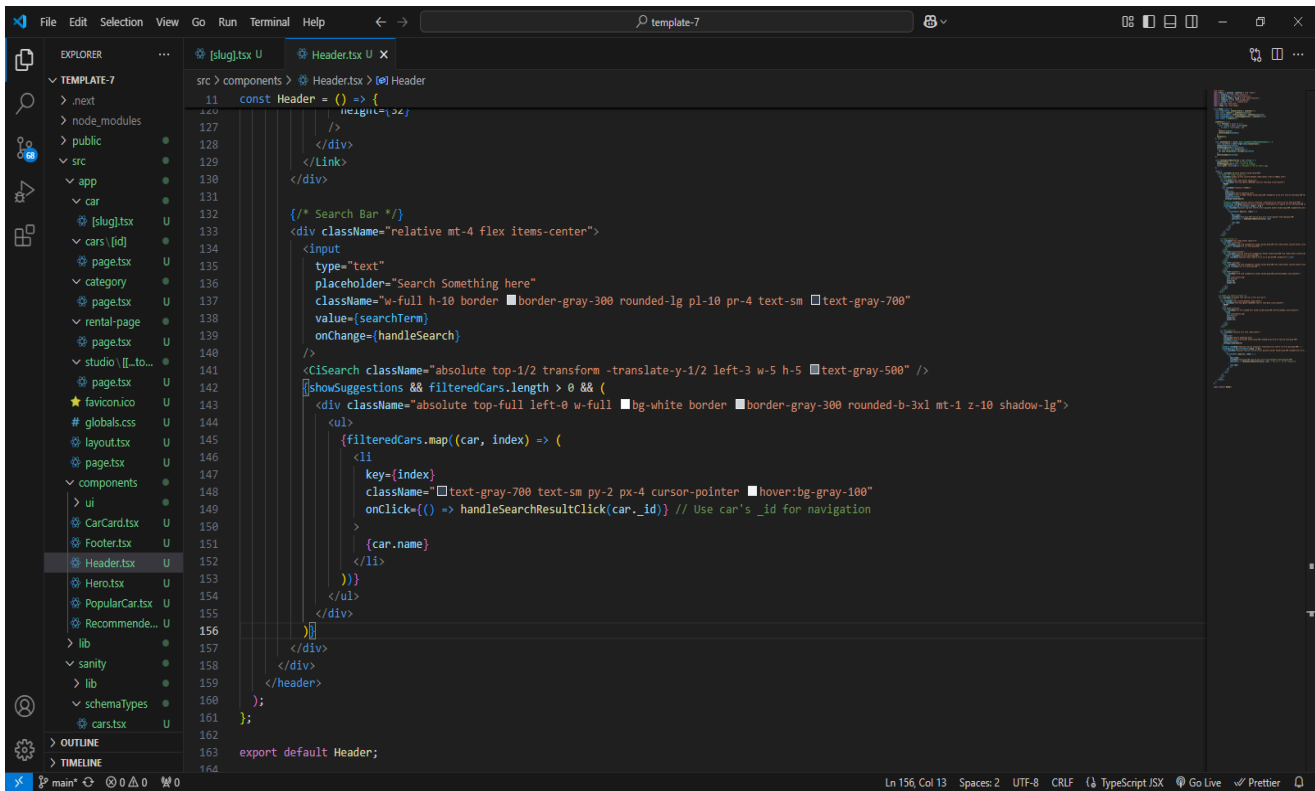 File Edit Selection View Go Run Terminal Help
template-7
EXPLORER
TEMPLATE-7
> .next
> node_modules
> public
src
app
car
[slug].tsx U
cars \ [id]
page.tsx U
category
page.tsx U
rental-page
page.tsx U
studio \ [[...to...
page.tsx U
favicon.ico U
# globals.css U
layout.tsx U
page.tsx U
components
> ui
CarCard.tsx U
Footer.tsx U
Header.tsx U
Hero.tsx U
PopularCar.tsx U
Recommende... U
> lib
sanity
> lib
schemaTypes
cars.tsx U
> OUTLINE
> TIMELINE
68
[slug].tsx U Header.tsx U
src > components > Header.tsx > Header
11 const Header = () => {
126 height={32}
127 />
128 </div>
129 </Link>
130 </div>
131
132 {/* Search Bar */}
133 <div className="relative mt-4 flex items-center">
134 <input
135 type="text"
136 placeholder="Search Something here"
137 className="w-full h-10 border border-gray-300 rounded-lg pl-10 pr-4 text-sm text-gray-700"
138 value={searchTerm}
139 onChange={handleSearch}
140 />
141 <CiSearch className="absolute top-1/2 transform -translate-y-1/2 left-3 w-5 h-5 text-gray-500" />
142 {showSuggestions && filteredCars.length > 0 && (
143 <div className="absolute top-full left-0 w-full bg-white border border-gray-300 rounded-b-3xl mt-1 z-10 shadow-lg">
144 <ul>
145 {filteredCars.map((car, index) => (
146 <li
147 key={index}
148 className="text-gray-700 text-sm py-2 px-4 cursor-pointer hover:bg-gray-100"
149 onClick={() => handleSearchResultClick(car._id)} // Use car's _id for navigation
150 >
151 {car.name}
152 </li>
153 ))}
154 </ul>
155 </div>
156 )}
157 </div>
158 </div>
159 </header>
160 );
161 };
162
163 export default Header;
164
main* 0 0 0 Ln 156, Col 13 Spaces: 2 UTF-8 CRLF TypeScript JSX Go Live Prettier